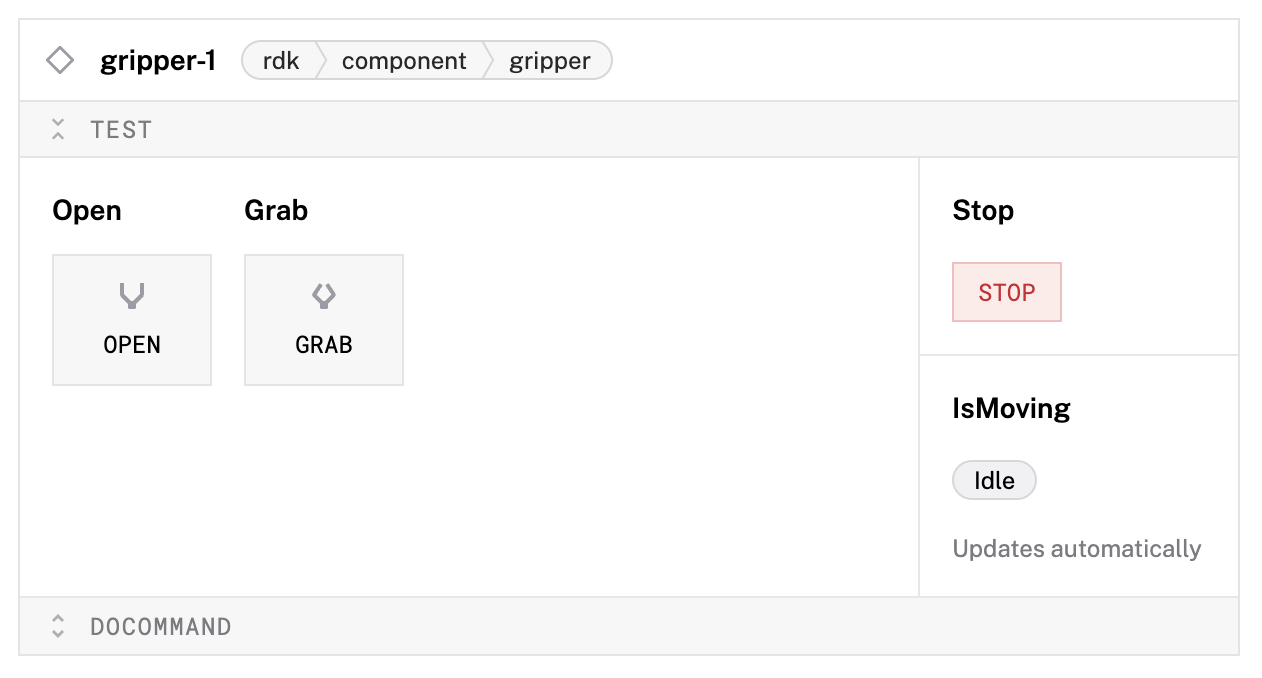 gripper-1 rdk component gripper
TEST
Open Grab
OPEN GRAB
Stop
STOP
IsMoving
Idle
Updates automatically
DOCOMMAND